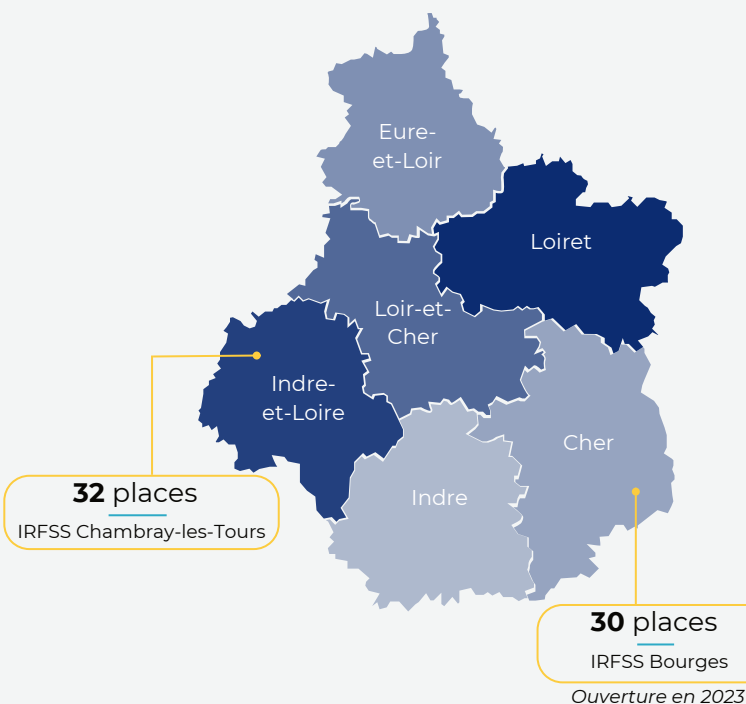 Eure-
et-Loir
Loiret
Loir-et-
Cher
Indre-
et-Loire
Cher
Indre
32 places
IRFSS Chambray-les-Tours
30 places
IRFSS Bourges
Ouverture en 2023